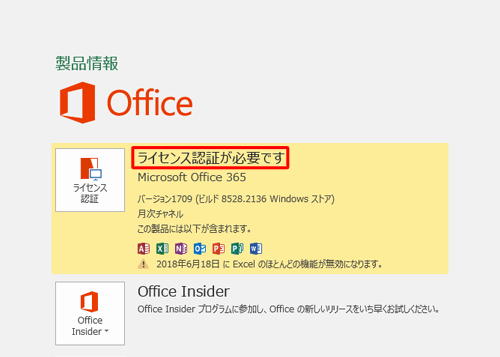 製品情報
Office
ライセンス認証が必要です
Microsoft Office 365
ライセンス
認証
バージョン1709 (ビルド 8528.2136 Windows ストア)
月次チャネル
この製品には以下が含まれます。
A X N O P P W
2018年6月18日 に Excel のほとんどの機能が無効になります。
Office Insider
Office
Insider
Office Insider プログラムに参加し、Office の新しいリリースをいち早くお試しください。